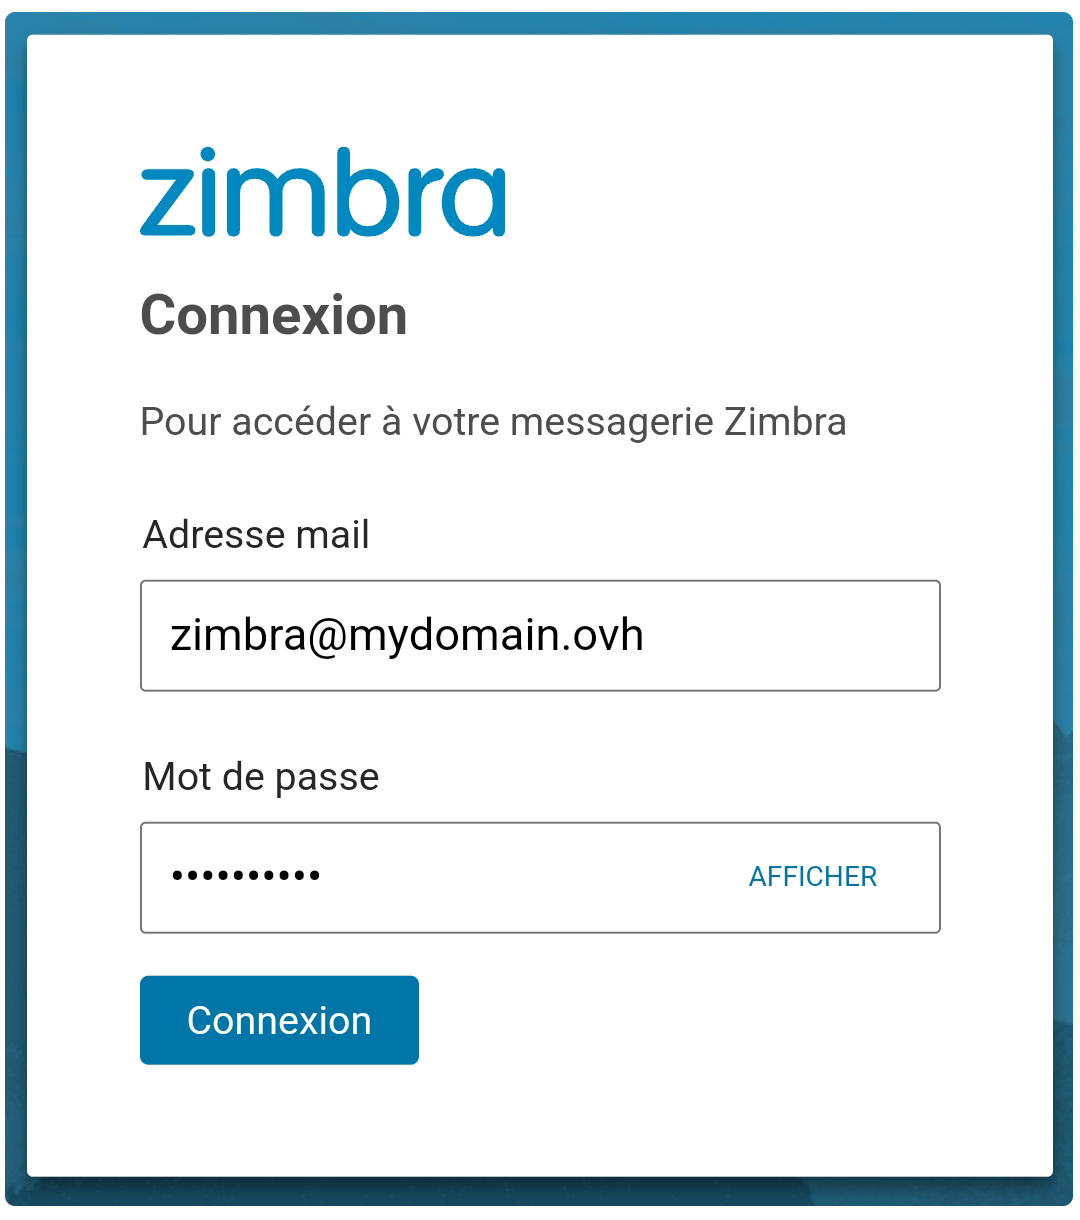 zimbra
Connexion
Pour accéder à votre messagerie Zimbra
Adresse mail
zimbra@mydomain.ovh
Mot de passe
•••••••••• AFFICHER
Connexion